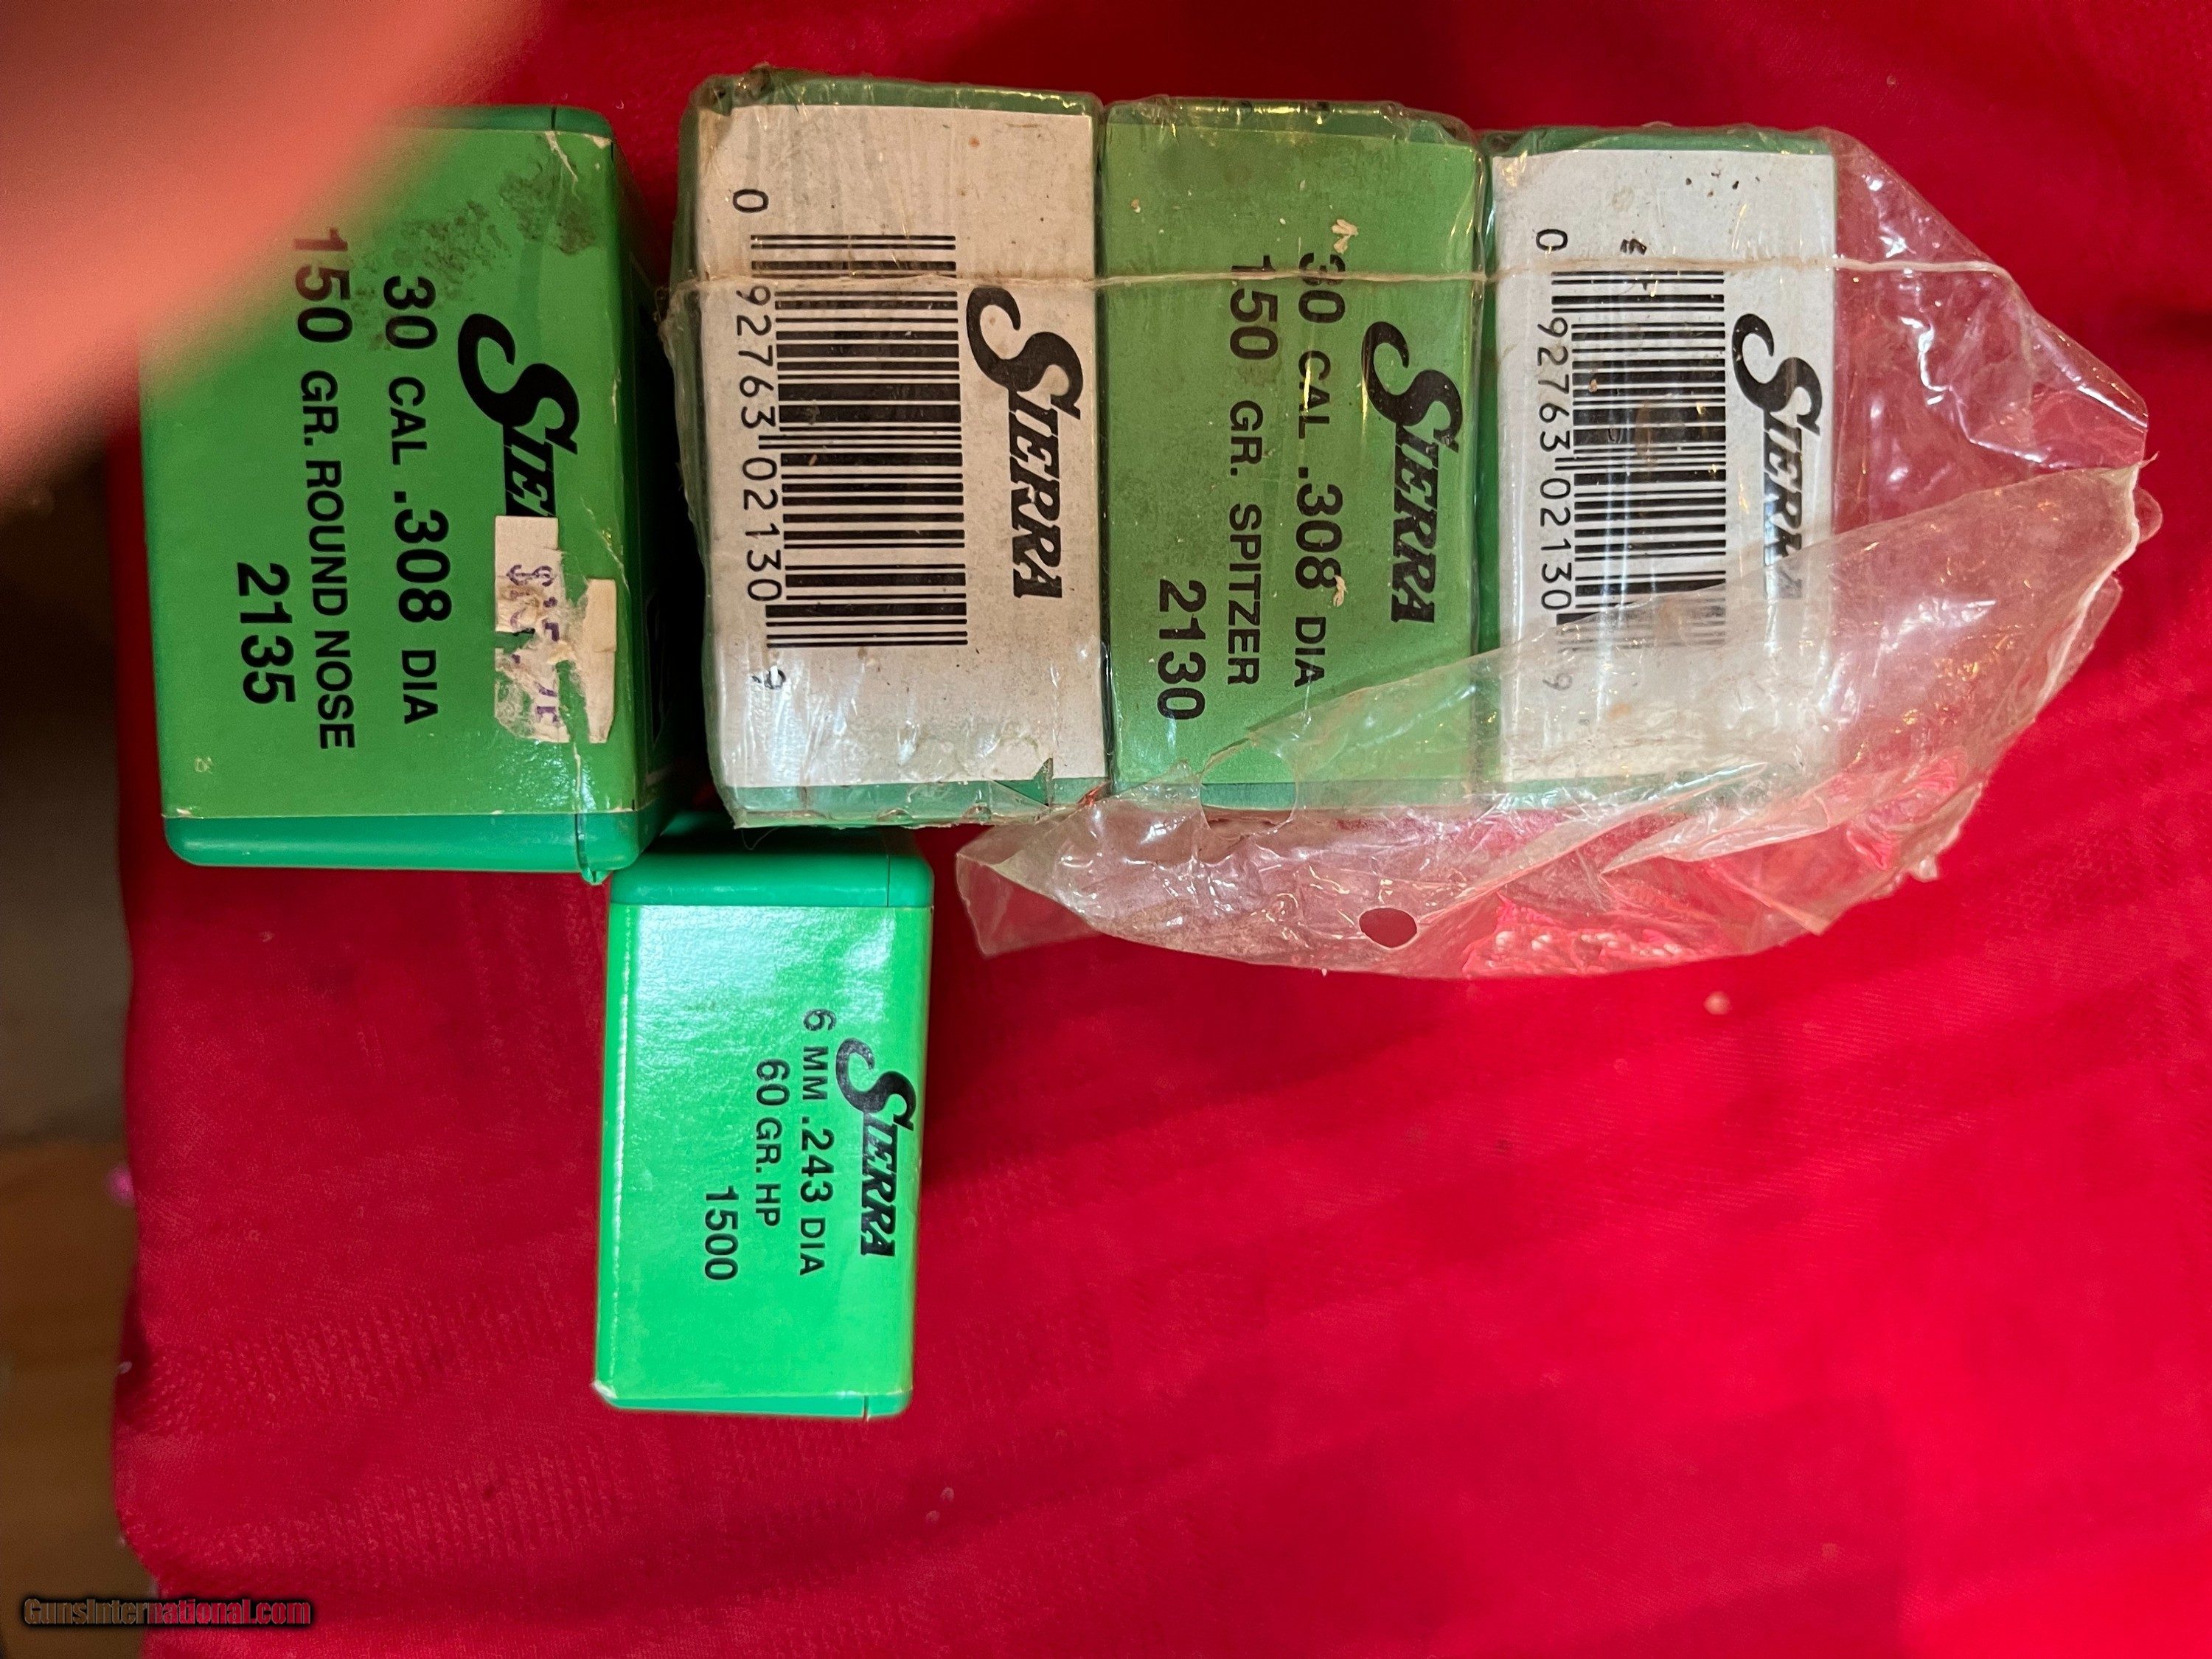 SIERRA
30 CAL .308 DIA
150 GR. ROUND NOSE
2135
SIERRA
0 92763 02130 9
SIERRA
30 CAL .308 DIA
150 GR. SPITZER
2130
SIERRA
0 92763 02130 9
SIERRA
6 MM .243 DIA
60 GR. HP
1500
GunsInternational.com